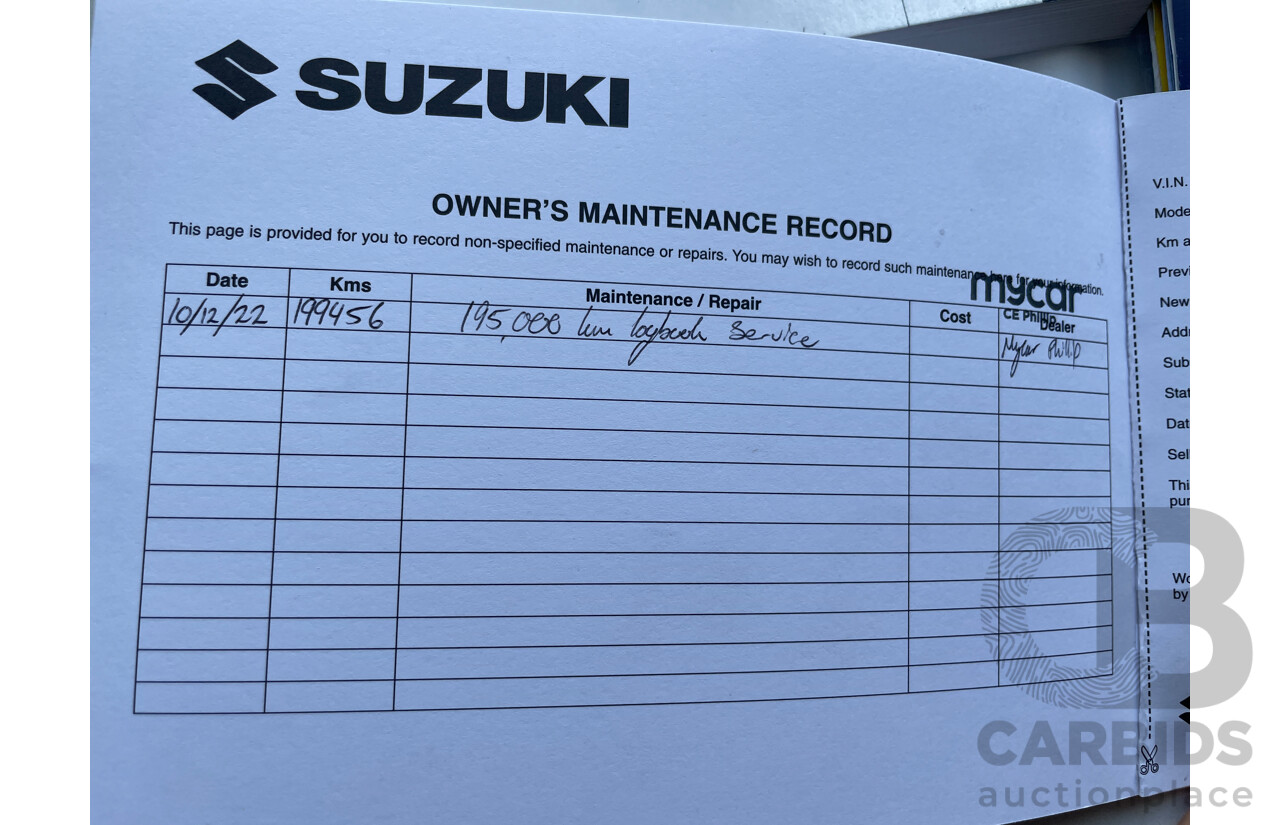 SUZUKI
OWNER'S MAINTENANCE RECORD
This page is provided for you to record non-specified maintenance or repairs. You may wish to record such maintenance here for your information.
mycar
CE Phillip
Date Kms Maintenance / Repair Cost Dealer
10/12/22 199456 195,000 km logbook service Mycar Phillip
V.I.N.
Mode
Km a
Previ
New
Addr
Sub
Stat
Dat
Sel
Thi
pur
Wo
by
CARBIDS
auctionplace